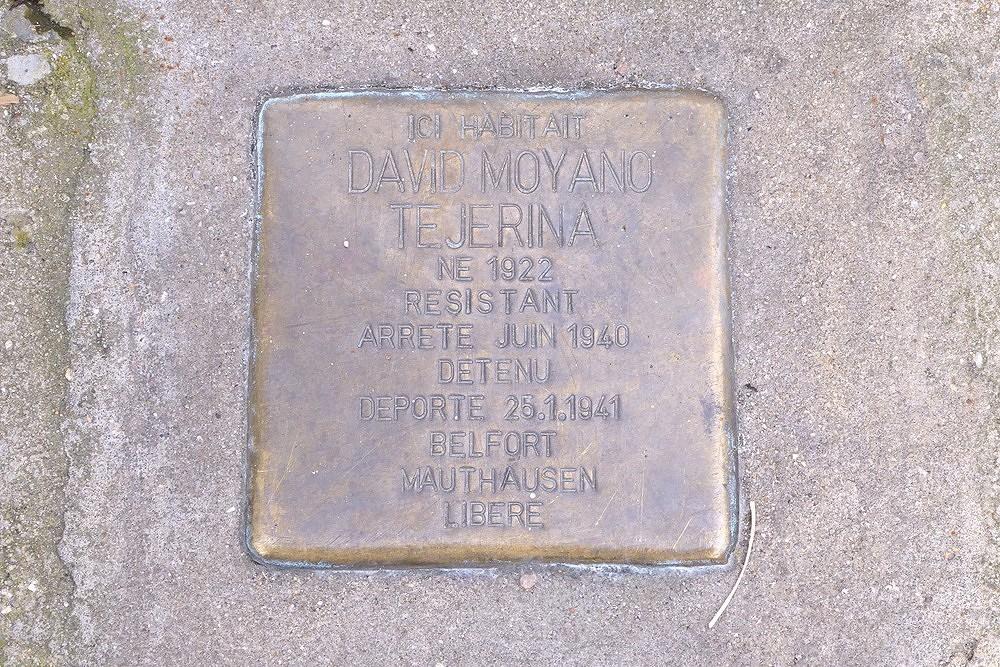 ICI HABITAIT
DAVID MOYANO
TEJERINA
NE 1922
RESISTANT
ARRETE JUIN 1940
DETENU
DEPORTE 25.1.1941
BELFORT
MAUTHAUSEN
LIBERE